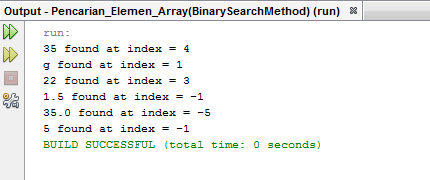 Output - Pencarian_Elemen_Array(BinarySearchMethod) (run)
run:
35 found at index = 4
g found at index = 1
22 found at index = 3
1.5 found at index = -1
35.0 found at index = -5
5 found at index = -1
BUILD SUCCESSFUL (total time: 0 seconds)